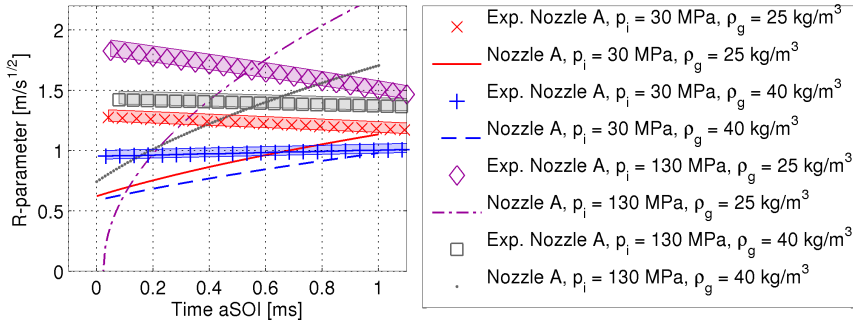 R-parameter [m/s^{1/2}]
2
1.5
1
0.5
0
0 0.2 0.4 0.6 0.8 1
Time aSOI [ms]
Exp. Nozzle A, p_i = 30 MPa, ρ_g = 25 kg/m^3
Nozzle A, p_i = 30 MPa, ρ_g = 25 kg/m^3
Exp. Nozzle A, p_i = 30 MPa, ρ_g = 40 kg/m^3
Nozzle A, p_i = 30 MPa, ρ_g = 40 kg/m^3
Exp. Nozzle A, p_i = 130 MPa, ρ_g = 25 kg/m^3
Nozzle A, p_i = 130 MPa, ρ_g = 25 kg/m^3
Exp. Nozzle A, p_i = 130 MPa, ρ_g = 40 kg/m^3
Nozzle A, p_i = 130 MPa, ρ_g = 40 kg/m^3